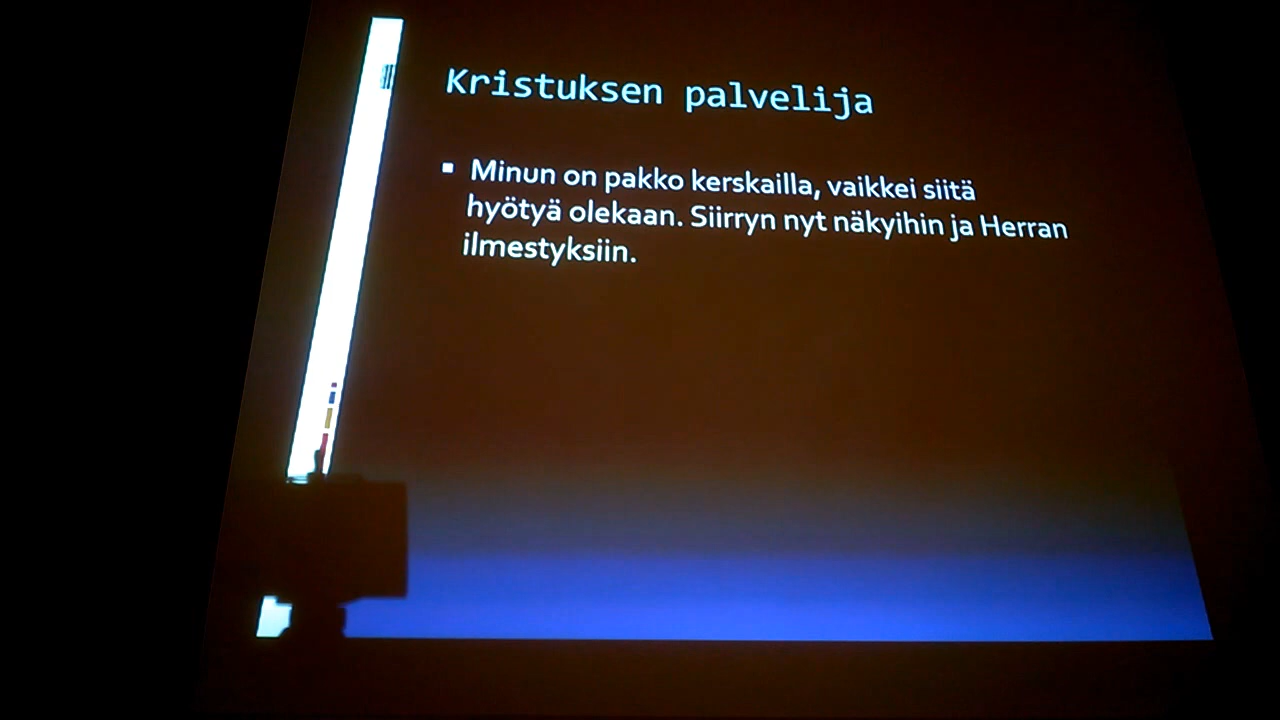 Kristuksen palvelija
▪ Minun on pakko kerskailla, vaikkei siitä
hyötyä olekaan. Siirryn nyt näkyihin ja Herran
ilmestyksiin.